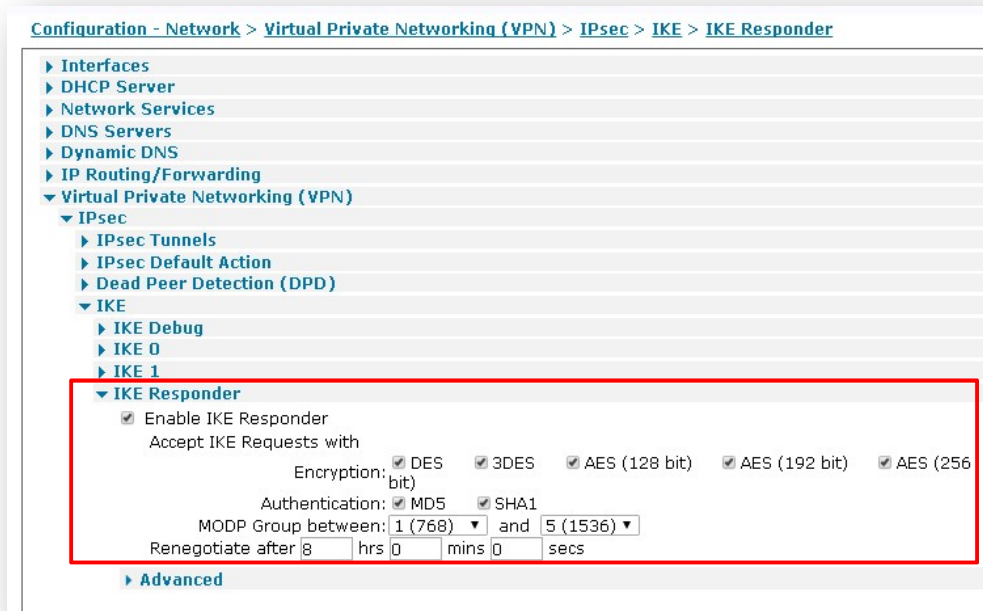 Configuration - Network > Virtual Private Networking (VPN) > IPsec > IKE > IKE Responder
Interfaces
DHCP Server
Network Services
DNS Servers
Dynamic DNS
IP Routing/Forwarding
Virtual Private Networking (VPN)
IPsec
IPsec Tunnels
IPsec Default Action
Dead Peer Detection (DPD)
IKE
IKE Debug
IKE 0
IKE 1
IKE Responder
Enable IKE Responder
Accept IKE Requests with
Encryption: DES 3DES AES (128 bit) AES (192 bit) AES (256
bit)
Authentication: MD5 SHA1
MODP Group between: 1 (768) and 5 (1536)
Renegotiate after 8 hrs 0 mins 0 secs
Advanced